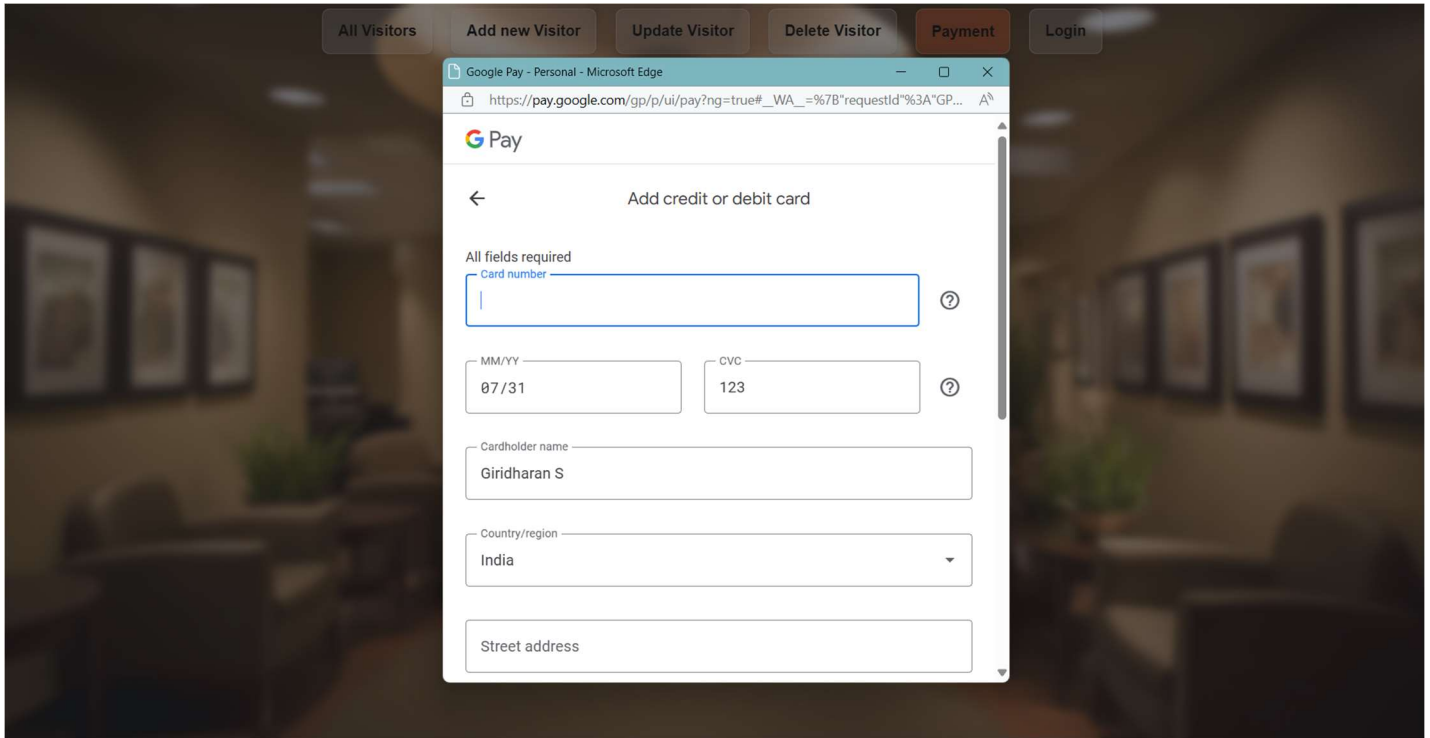 All Visitors Add new Visitor Update Visitor Delete Visitor Payment Login
Google Pay - Personal - Microsoft Edge
https://pay.google.com/gp/p/ui/pay?ng=true#__WA__=%7B"requestId"%3A"GP...
G Pay
Add credit or debit card
All fields required
Card number
MM/YY CVC
07/31 123
Cardholder name
Giridharan S
Country/region
India
Street address